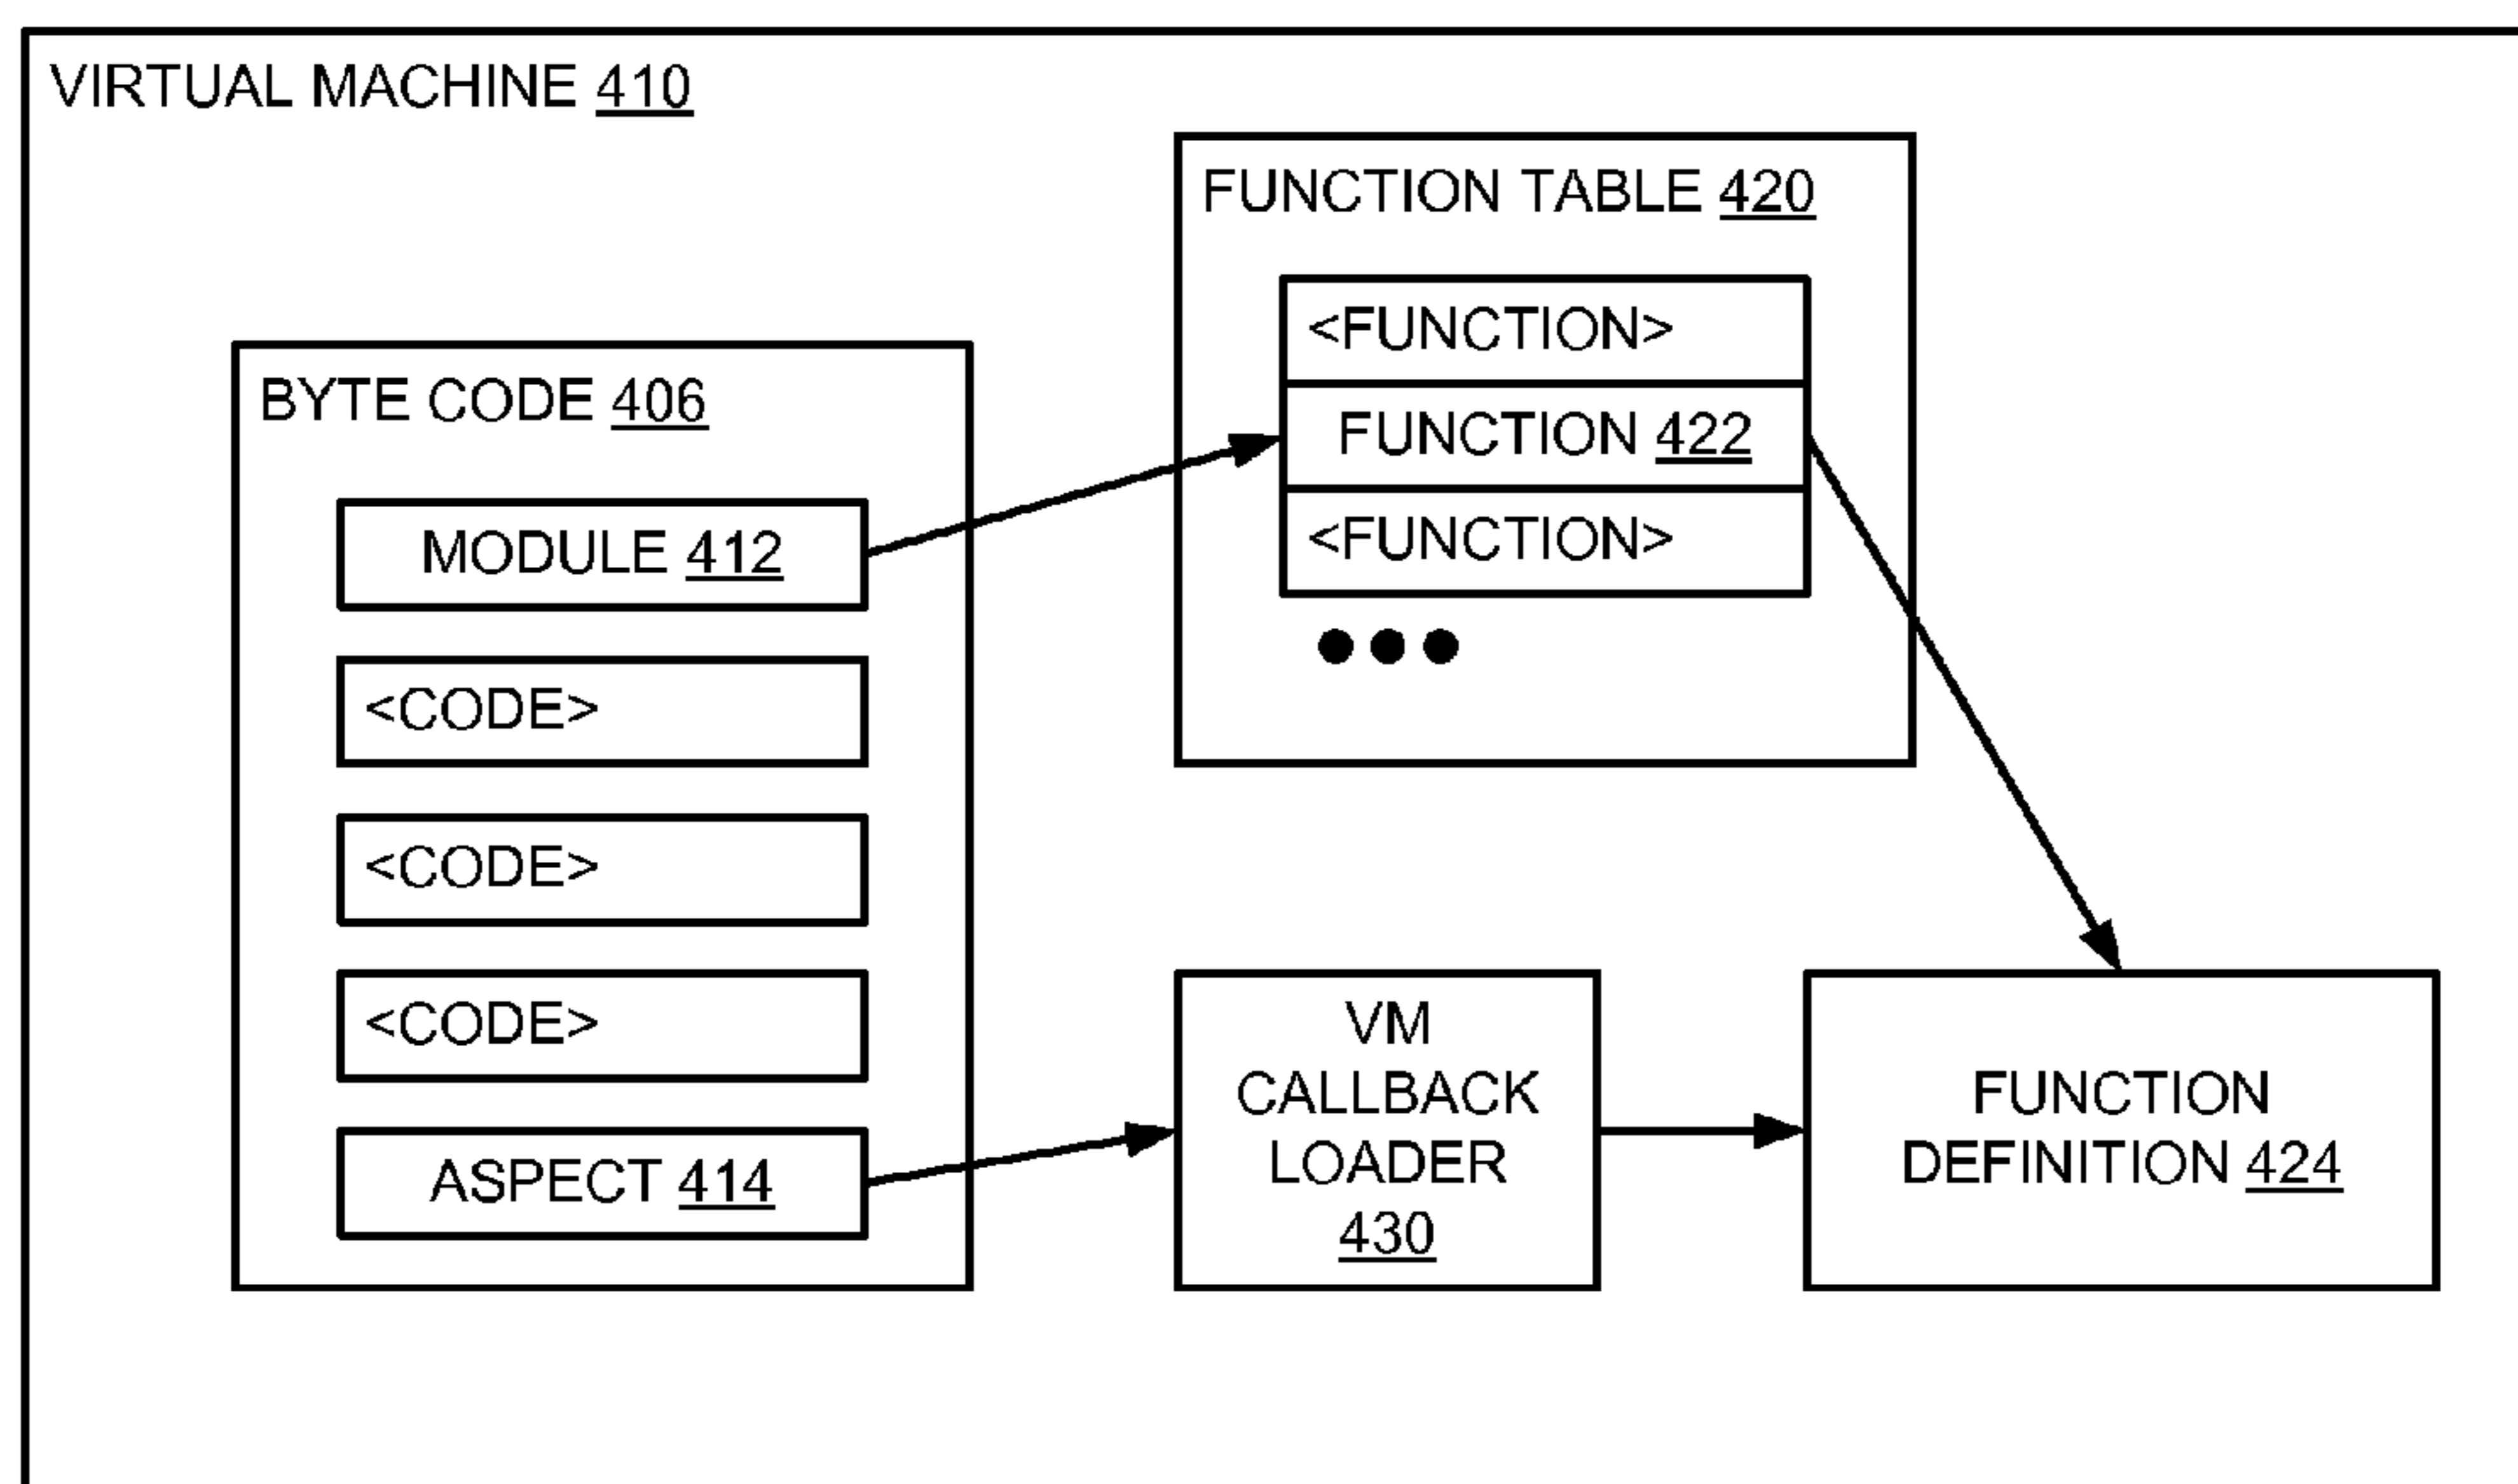 VIRTUAL MACHINE 410
BYTE CODE 406
MODULE 412
<CODE>
<CODE>
<CODE>
ASPECT 414
FUNCTION TABLE 420
<FUNCTION>
FUNCTION 422
<FUNCTION>
VM
CALLBACK
LOADER
430
FUNCTION
DEFINITION 424